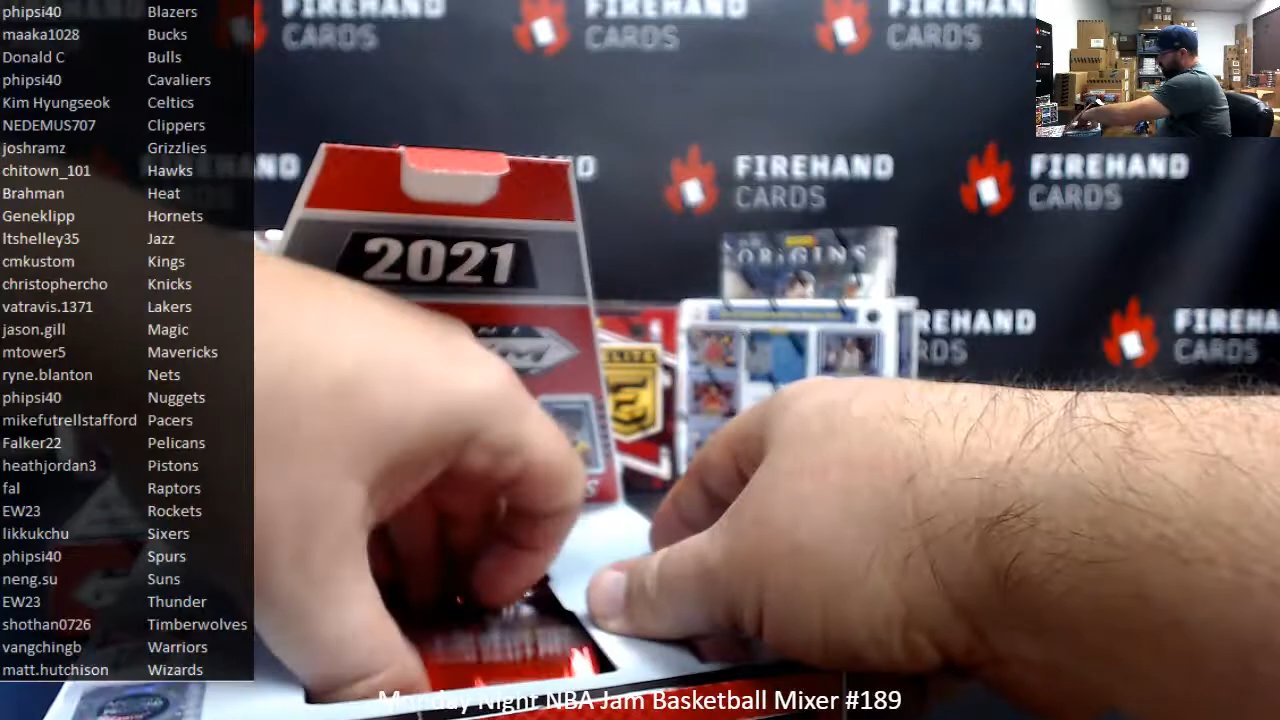 phipsi40 Blazers
maaka1028 Bucks
Donald C Bulls
phipsi40 Cavaliers
Kim Hyungseok Celtics
NEDEMUS707 Clippers
joshramz Grizzlies
chitown_101 Hawks
Brahman Heat
Geneklipp Hornets
ltshelley35 Jazz
cmkustom Kings
christophercho Knicks
vatravis.1371 Lakers
jason.gill Magic
mtower5 Mavericks
ryne.blanton Nets
phipsi40 Nuggets
mikefutrellstafford Pacers
Falker22 Pelicans
heathjordan3 Pistons
fal Raptors
EW23 Rockets
likkukchu Sixers
phipsi40 Spurs
neng.su Suns
EW23 Thunder
shothan0726 Timberwolves
vangchingb Warriors
matt.hutchison Wizards
FIREHAND
CARDS
FIREHAND
CARDS
FIREHAND
CARDS
FIREHAND
CARDS
FIREHAND
CARDS
FIREHAND
CARDS
2021
ORIGINS
ELITE
E
Monday Night NBA Jam Basketball Mixer #189